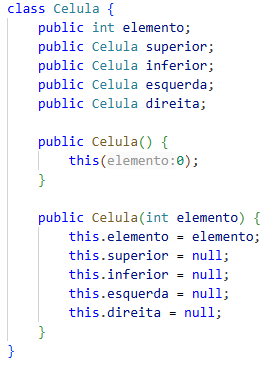 class Celula {
    public int elemento;
    public Celula superior;
    public Celula inferior;
    public Celula esquerda;
    public Celula direita;

    public Celula() {
        this(elemento:0);
    }

    public Celula(int elemento) {
        this.elemento = elemento;
        this.superior = null;
        this.inferior = null;
        this.esquerda = null;
        this.direita = null;
    }
}